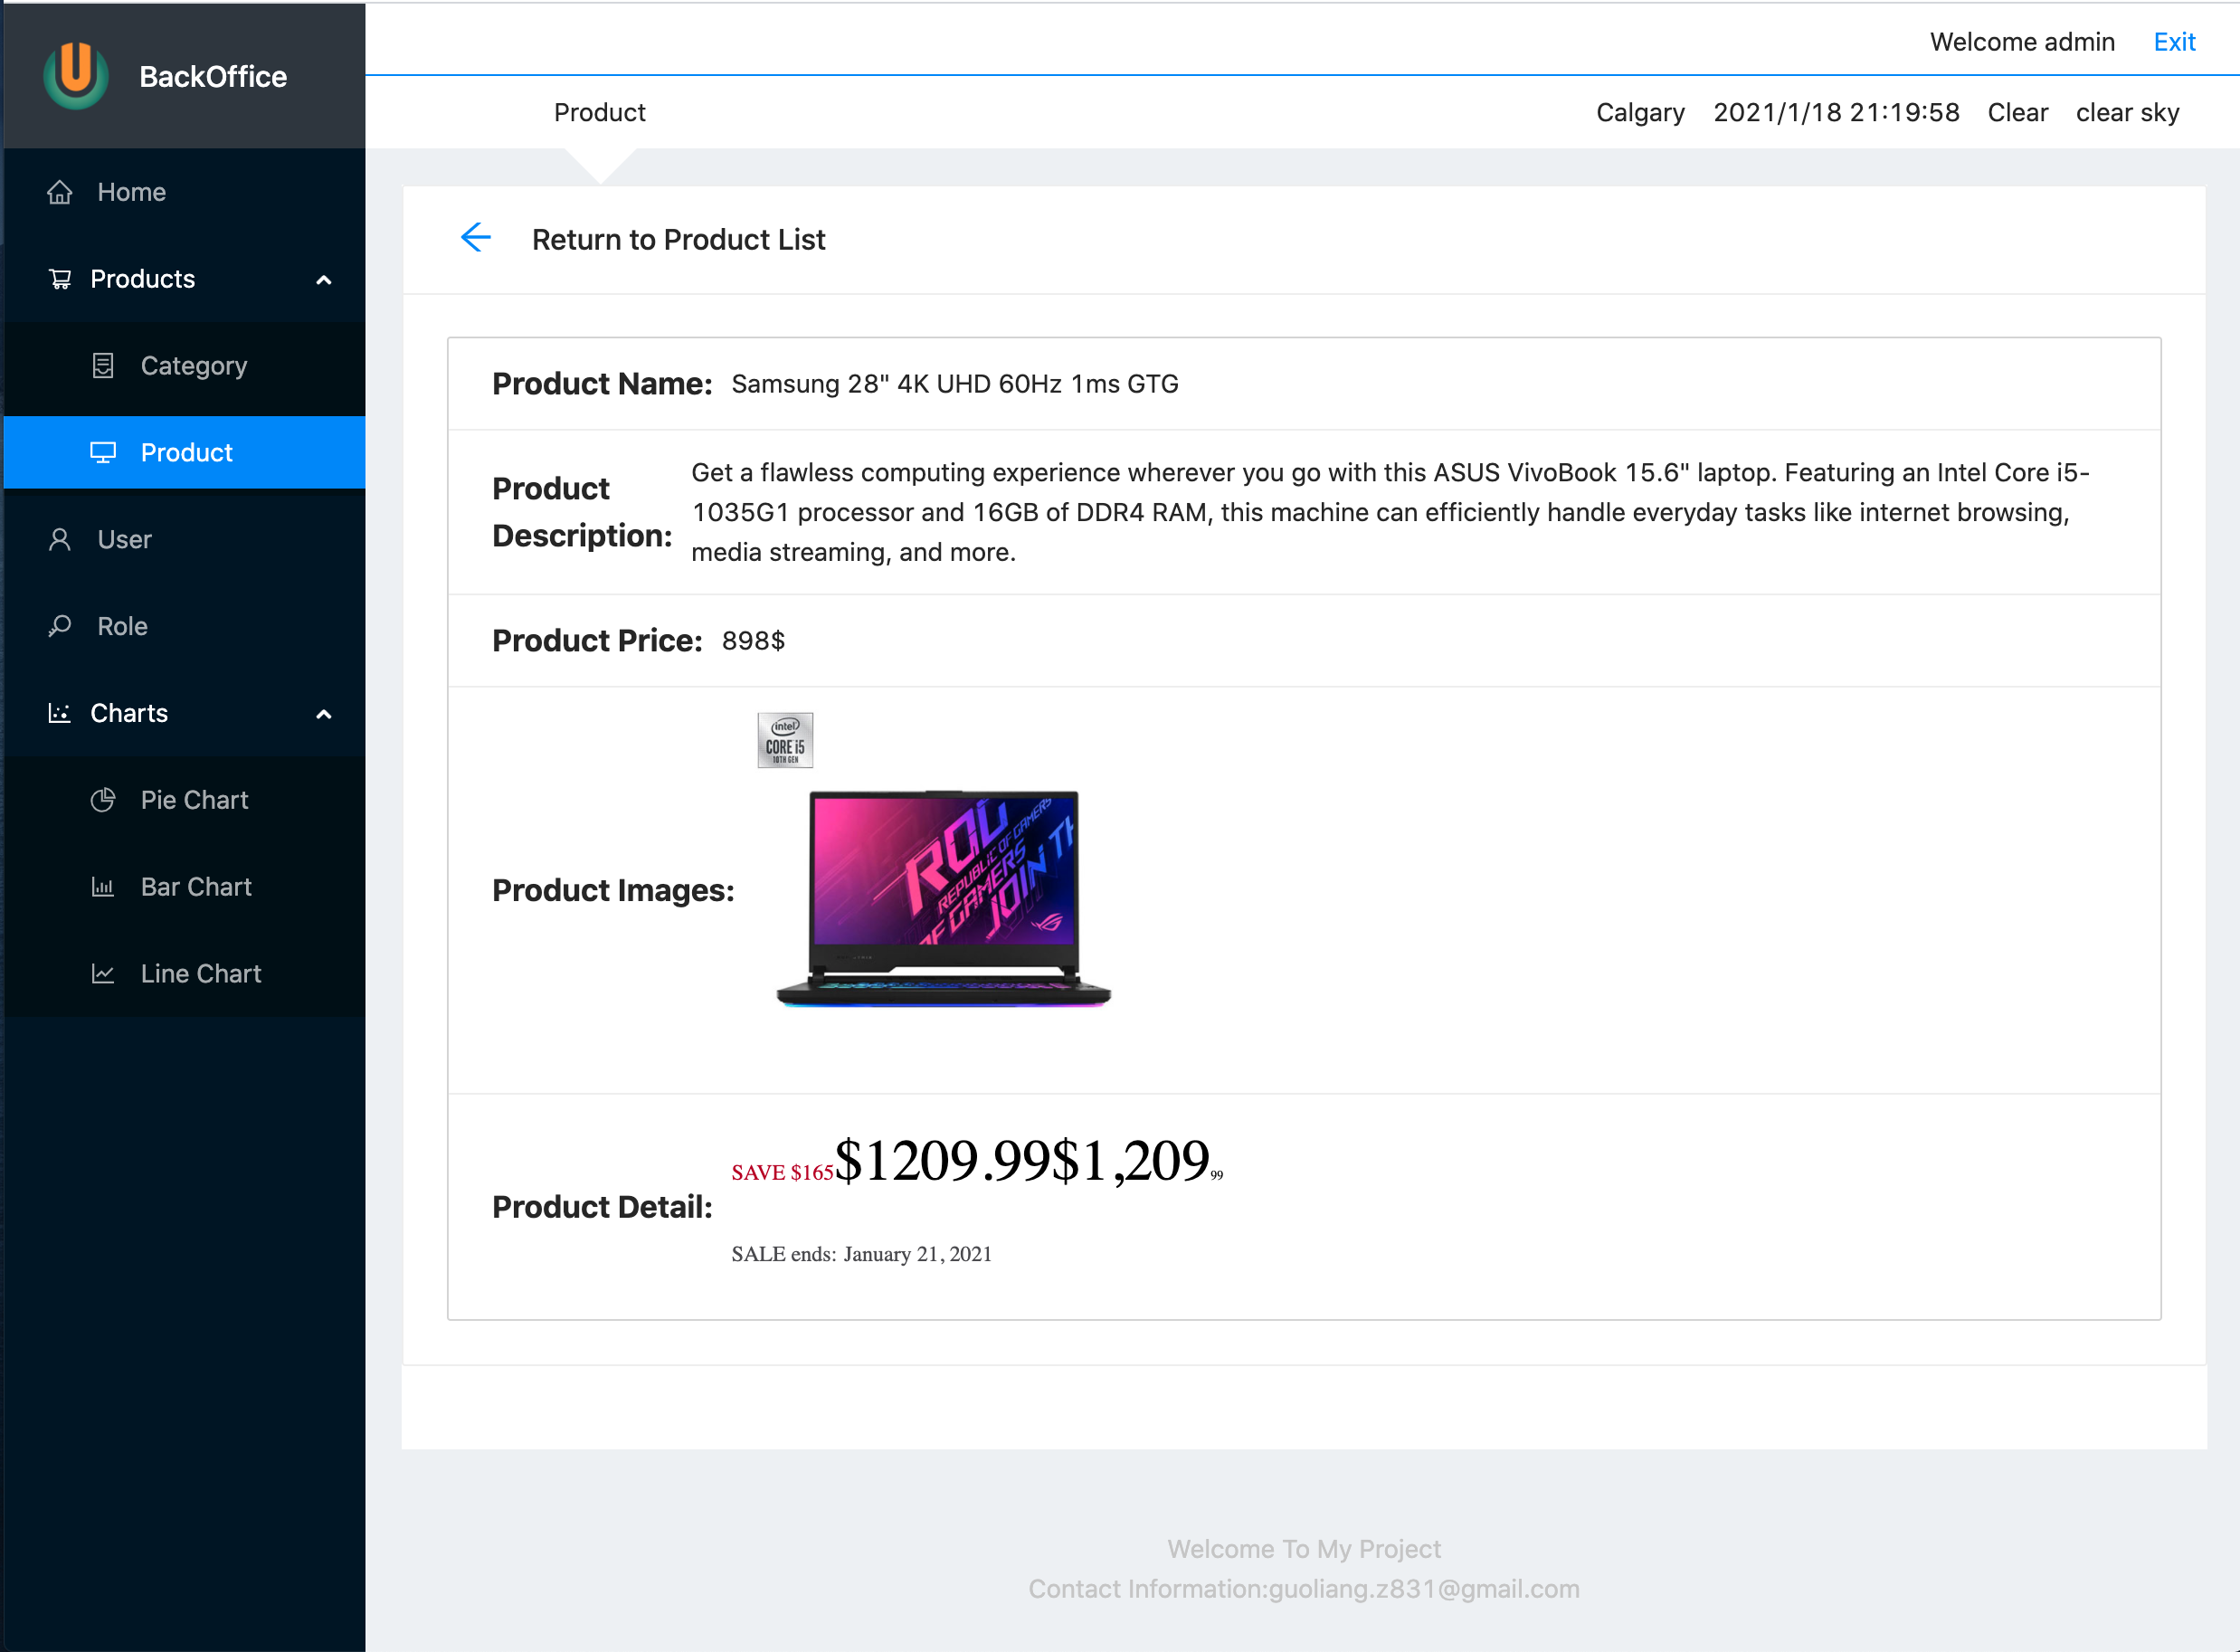 BackOffice
Welcome admin Exit
Product
Calgary 2021/1/18 21:19:58 Clear clear sky
Home
Products
Category
Product
User
Role
Charts
Pie Chart
Bar Chart
Line Chart
Return to Product List
Product Name: Samsung 28" 4K UHD 60Hz 1ms GTG
Product Description:
Get a flawless computing experience wherever you go with this ASUS VivoBook 15.6" laptop. Featuring an Intel Core i5-
1035G1 processor and 16GB of DDR4 RAM, this machine can efficiently handle everyday tasks like internet browsing,
media streaming, and more.
Product Price: 898$
Product Images:
intel
CORE i5
10TH GEN
REPUBLIC OF GAMERS
OF GAMERS
JOIN TH
Product Detail:
SAVE $165$1209.99$1,209.99
SALE ends: January 21, 2021
Welcome To My Project
Contact Information:guoliang.z831@gmail.com